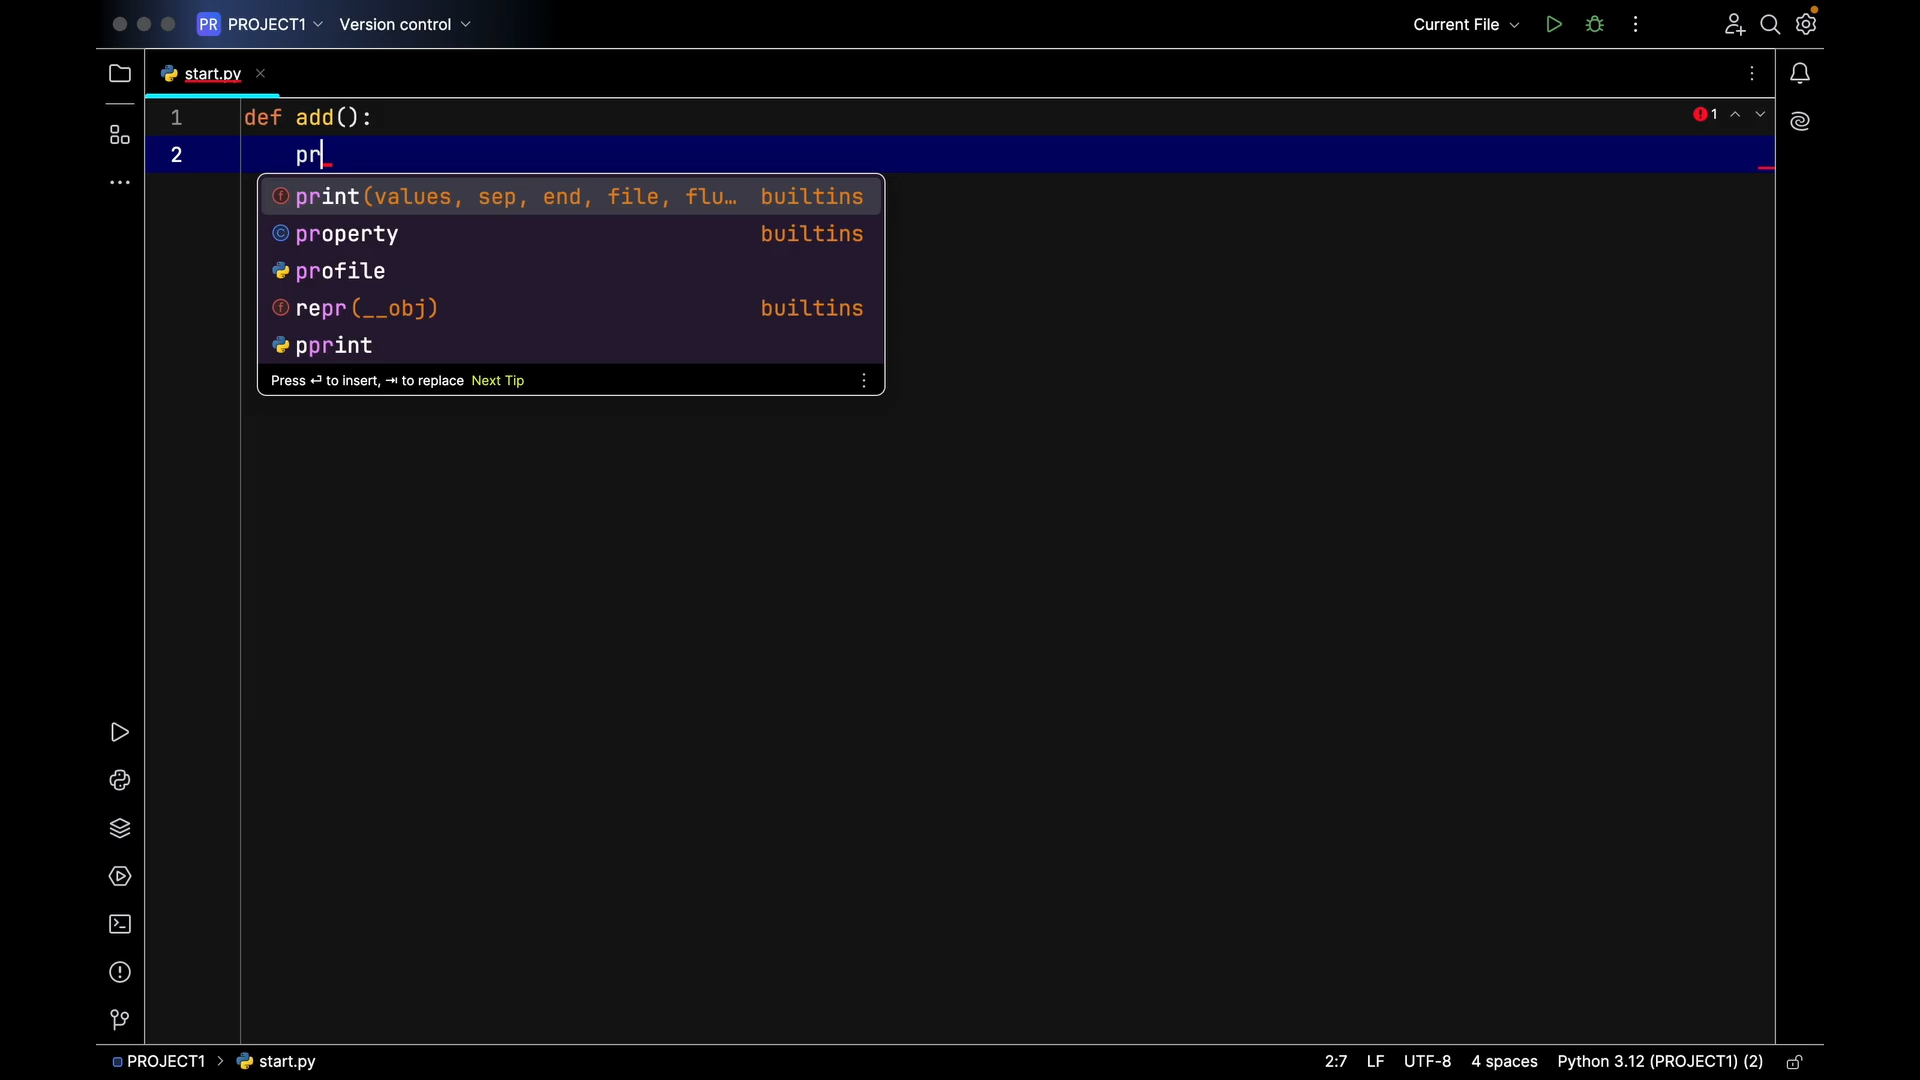 PR PROJECT1 Version control Current File
start.py
1 def add(): 1
2 pr
print(values, sep, end, file, flu… builtins
property builtins
profile
repr(__obj) builtins
pprint
Press ⏎ to insert, ⇥ to replace Next Tip
PROJECT1 > start.py 2:7 LF UTF-8 4 spaces Python 3.12 (PROJECT1) (2)